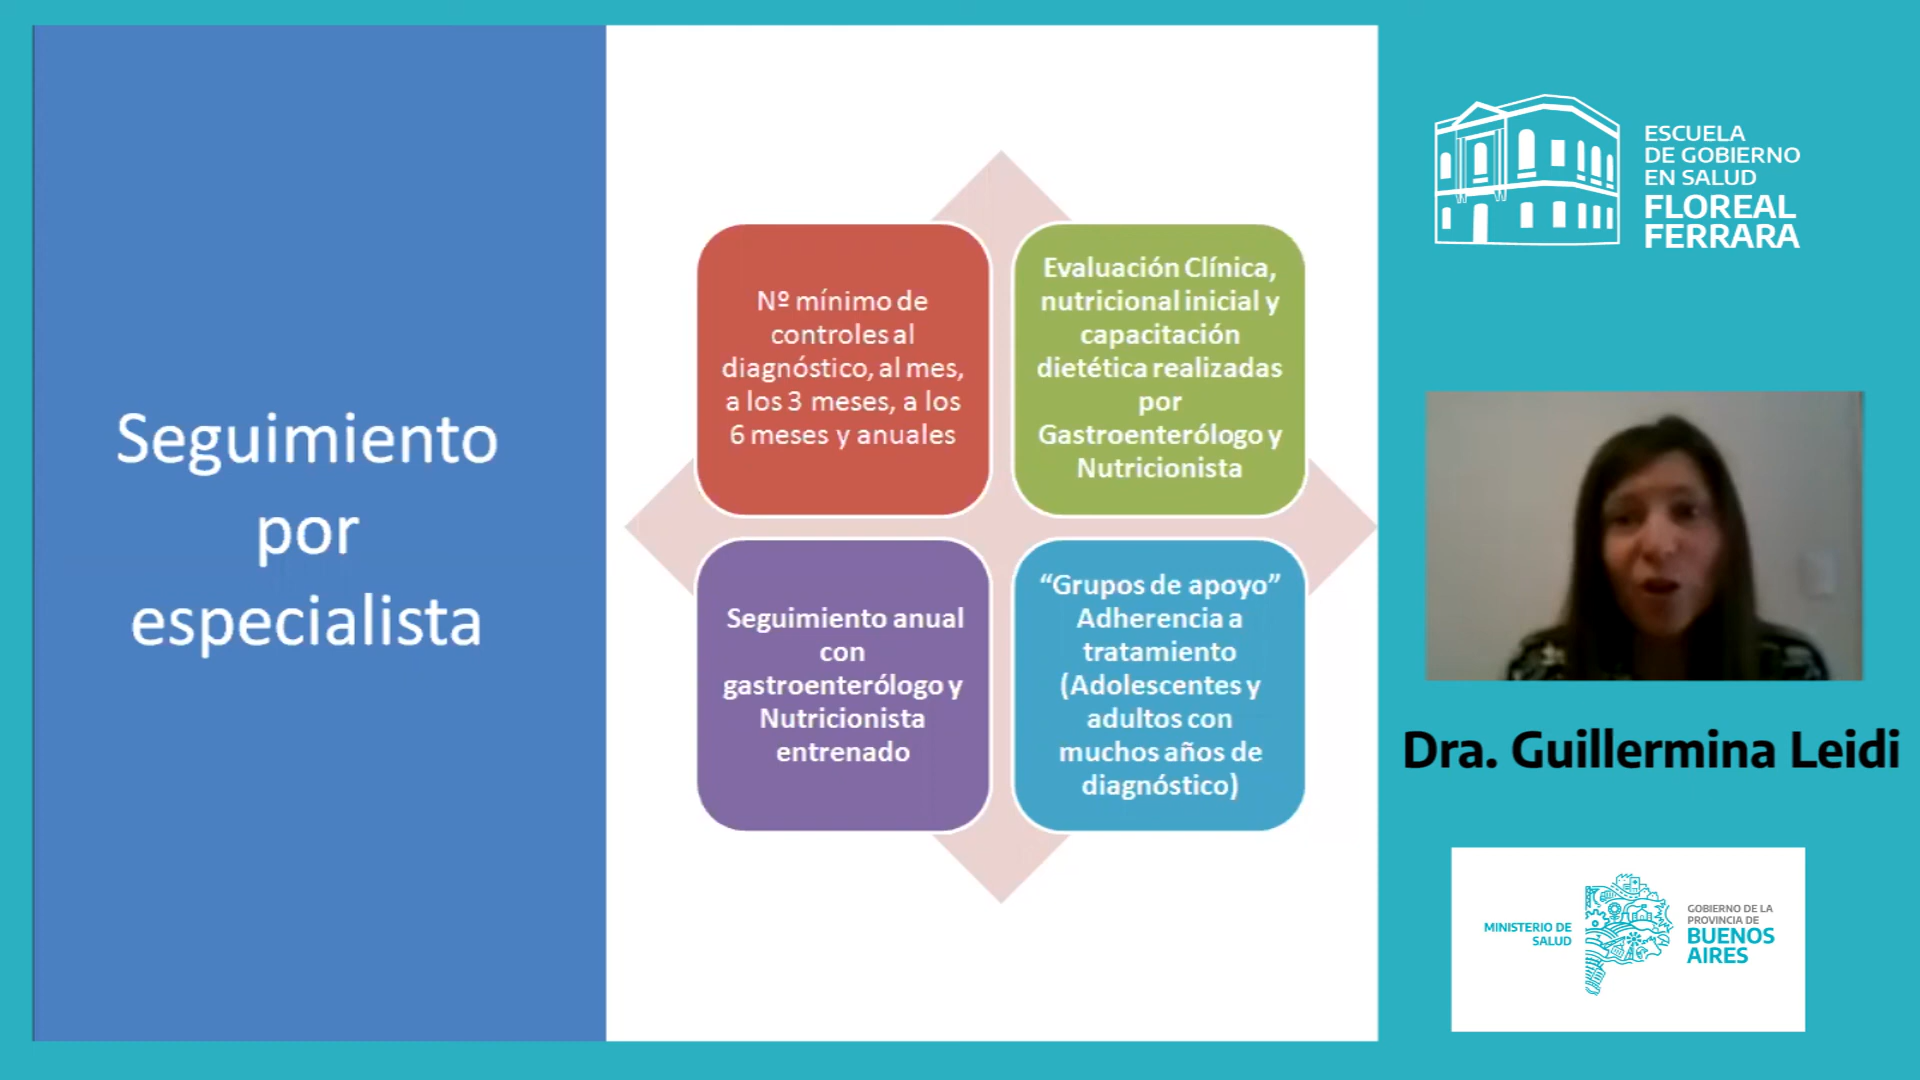 Seguimiento
por
especialista
Nº mínimo de
controles al
diagnóstico, al mes,
a los 3 meses, a los
6 meses y anuales
Evaluación Clínica,
nutricional inicial y
capacitación
dietética realizadas
por
Gastroenterólogo y
Nutricionista
Seguimiento anual
con
gastroenterólogo y
Nutricionista
entrenado
“Grupos de apoyo”
Adherencia a
tratamiento
(Adolescentes y
adultos con
muchos años de
diagnóstico)
ESCUELA
DE GOBIERNO
EN SALUD
FLOREAL
FERRARA
Dra. Guillermina Leidi
MINISTERIO DE
SALUD
GOBIERNO DE LA
PROVINCIA DE
BUENOS
AIRES